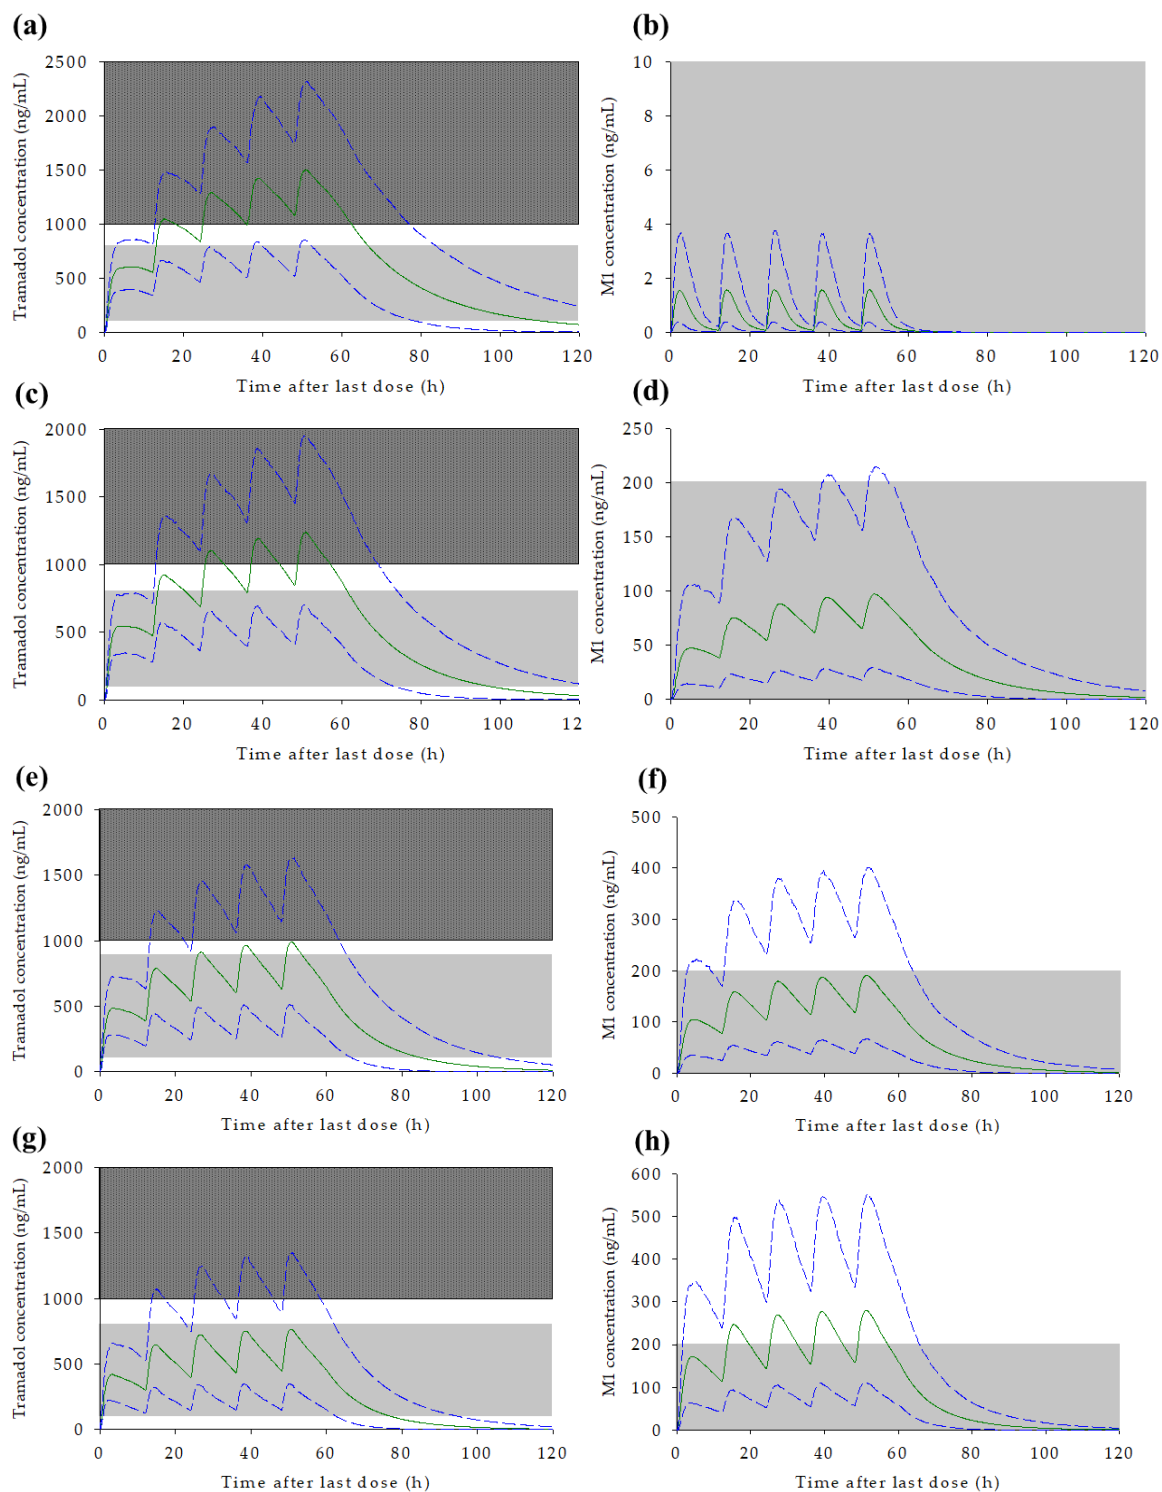 (a)
Tramadol concentration (ng/mL)
2500
2000
1500
1000
500
0
0 20 40 60 80 100 120
Time after last dose (h)
(b)
M1 concentration (ng/mL)
10
8
6
4
2
0
0 20 40 60 80 100 120
Time after last dose (h)
(c)
Tramadol concentration (ng/mL)
2000
1500
1000
500
0
0 20 40 60 80 100 120
Time after last dose (h)
(d)
M1 concentration (ng/mL)
250
200
150
100
50
0
0 20 40 60 80 100 120
Time after last dose (h)
(e)
Tramadol concentration (ng/mL)
2000
1500
1000
500
0
0 20 40 60 80 100 120
Time after last dose (h)
(f)
M1 concentration (ng/mL)
500
400
300
200
100
0
0 20 40 60 80 100 120
Time after last dose (h)
(g)
Tramadol concentration (ng/mL)
2000
1500
1000
500
0
0 20 40 60 80 100 120
Time after last dose (h)
(h)
M1 concentration (ng/mL)
600
500
400
300
200
100
0
0 20 40 60 80 100 120
Time after last dose (h)